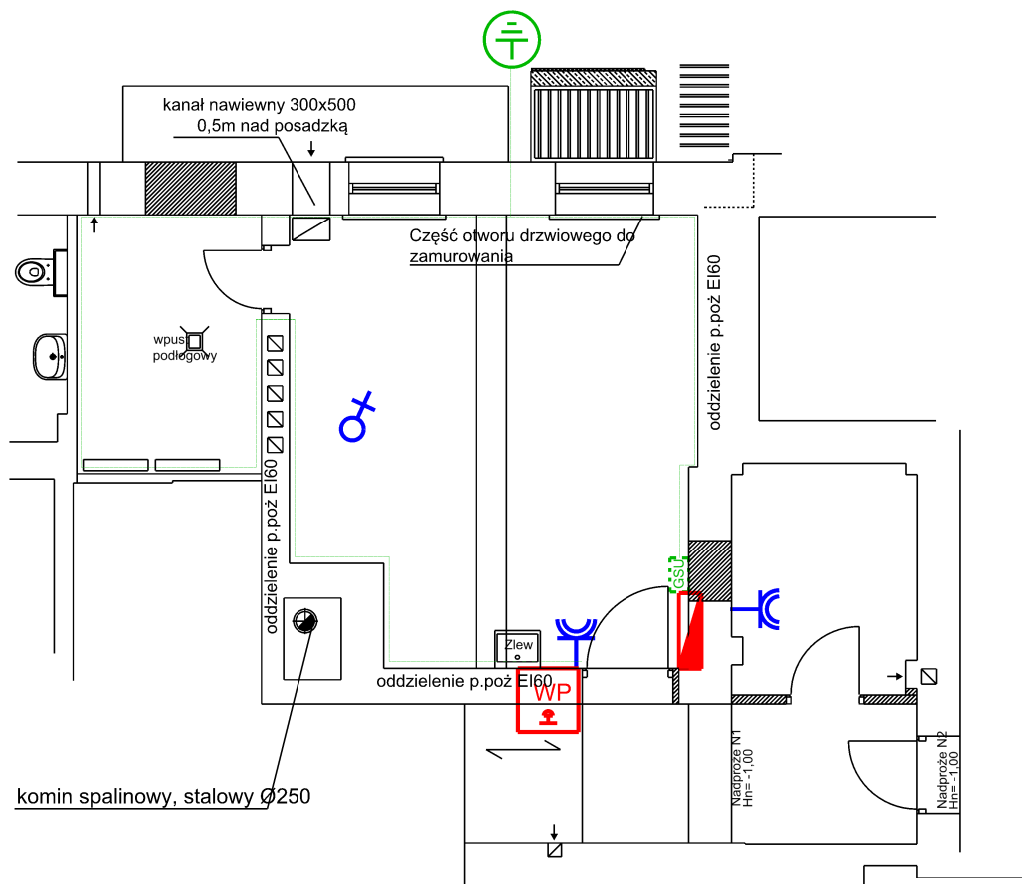 kanał nawiewny 300x500
0,5m nad posadzką
Część otworu drzwiowego do
zamurowania
oddzielenie p.poż EI60
wpust
podłogowy
oddzielenie p.poż EI60
GSU
Zlew
oddzielenie p.poż EI60
WP
Nadproże N1
Hn= -1,00
Nadproże N2
Hn= -1,00
komin spalinowy, stalowy Ø250